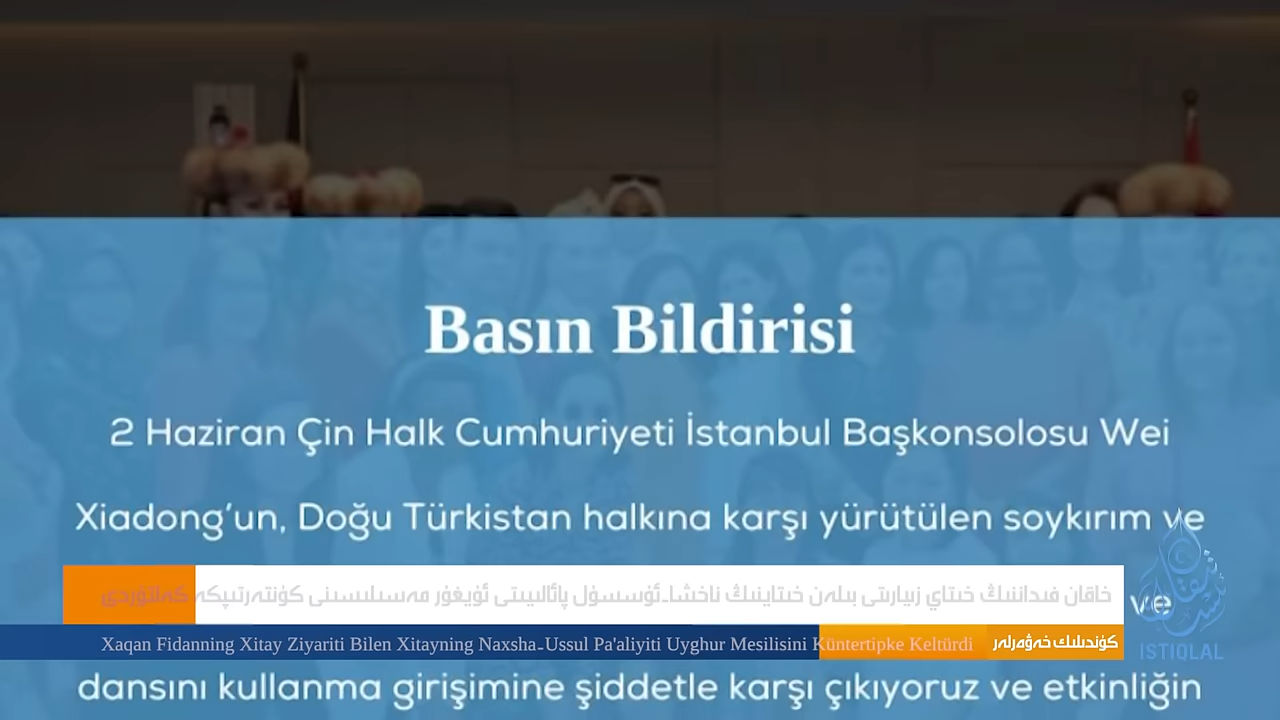 Basın Bildirisi
2 Haziran Çin Halk Cumhuriyeti İstanbul Başkonsolosu Wei
Xiadong’un, Doğu Türkistan halkına karşı yürütülen soykırım ve
خاقان فىداننىڭ خىتاي زىيارىتى بىلەن خىتاينىڭ ناخشا-ئۇسسۇل پائالىيىتى ئۇيغۇر مەسىلىسىنى كۈنتەرتىپكە كەلتۈردى
ve
Xaqan Fidanning Xitay Ziyariti Bilen Xitayning Naxsha-Ussul Pa'aliyiti Uyghur Mesilisini Küntertipke Keltürdi
كۈندىلىك خەۋەرلەر
ISTIQLAL
dansını kullanma girişimine şiddetle karşı çıkıyoruz ve etkinliğin